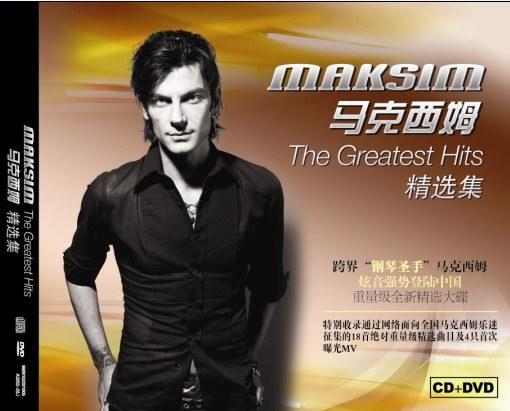 MAKSIM
马克西姆
The Greatest Hits
精选集
跨界“钢琴圣手”马克西姆
炫音强势登陆中国
重量级全新精选大碟
特别收录通过网络面向全国马克西姆乐迷
征集的18首绝对重量级精选曲目及4只首次
曝光MV
CD+DVD
MAKSIM 马克西姆 The Greatest Hits 精选集
DVD